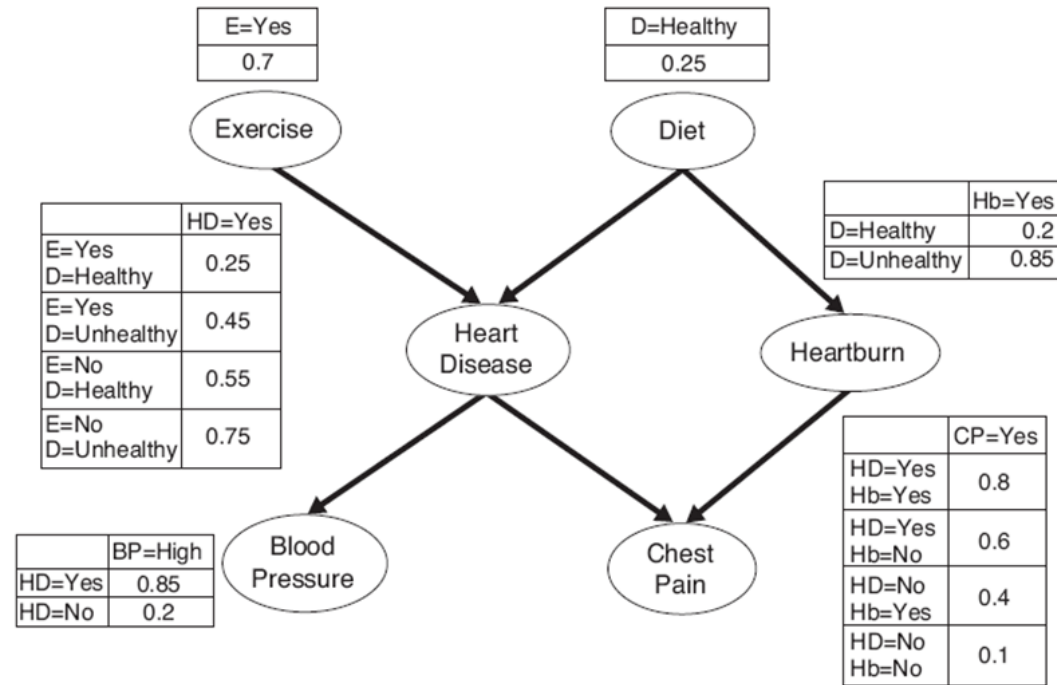 E=Yes
0.7
D=Healthy
0.25
Exercise
Diet
Hb=Yes
D=Healthy 0.2
D=Unhealthy 0.85
HD=Yes
E=Yes
D=Healthy
0.25
E=Yes
D=Unhealthy
0.45
E=No
D=Healthy
0.55
E=No
D=Unhealthy
0.75
Heart
Disease
Heartburn
CP=Yes
HD=Yes
Hb=Yes
0.8
HD=Yes
Hb=No
0.6
HD=No
Hb=Yes
0.4
HD=No
Hb=No
0.1
BP=High
HD=Yes 0.85
HD=No 0.2
Blood
Pressure
Chest
Pain